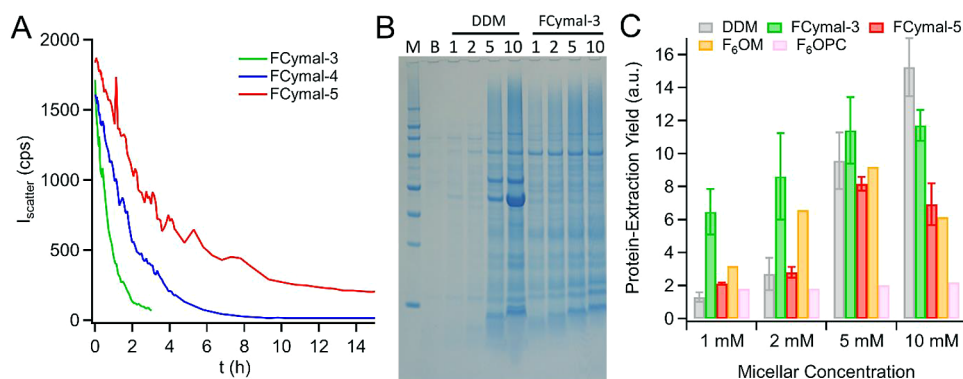 A
2000
1500
1000
500
0
I scatter (cps)
FCymal-3
FCymal-4
FCymal-5
0 2 4 6 8 10 12 14
t (h)
B
DDM FCymal-3
M B 1 2 5 10 1 2 5 10
C
DDM FCymal-3 FCymal-5
F₆OM F₆OPC
16
14
12
10
8
6
4
2
0
Protein-Extraction Yield (a.u.)
1 mM 2 mM 5 mM 10 mM
Micellar Concentration